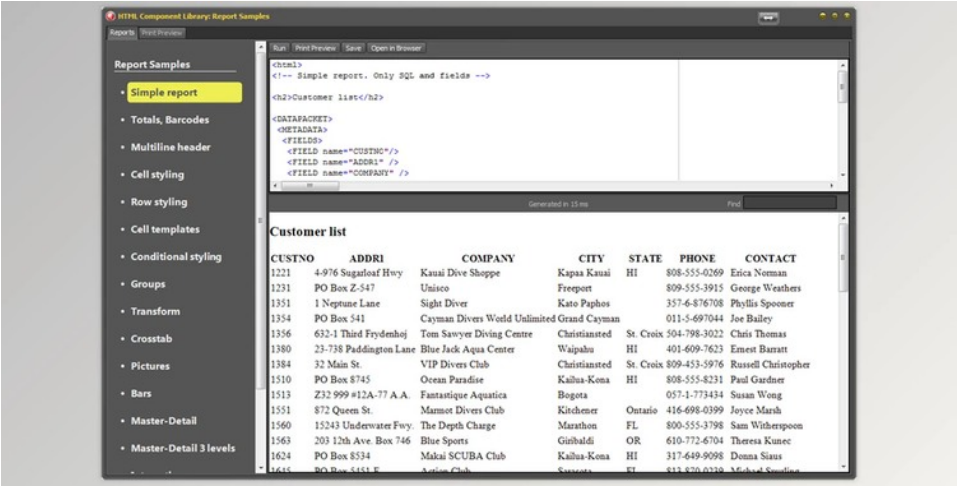 HTML Component Library: Report Samples
Reports Print Preview
Report Samples
• Simple report
• Totals, Barcodes
• Multiline header
• Cell styling
• Row styling
• Cell templates
• Conditional styling
• Groups
• Transform
• Crosstab
• Pictures
• Bars
• Master-Detail
• Master-Detail 3 levels
Run Print Preview Save Open in Browser
<html>
<!-- Simple report. Only SQL and fields -->
<h2>Customer list</h2>
<DATAPACKET>
<METADATA>
<FIELDS>
<FIELD name="CUSTNO"/>
<FIELD name="ADDR1" />
<FIELD name="COMPANY" />
Generated in 15 ms Find
Customer list
CUSTNO ADDR1 COMPANY CITY STATE PHONE CONTACT
1221 4-976 Sugarloaf Hwy Kauai Dive Shoppe Kapaa Kauai HI 808-555-0269 Erica Norman
1231 PO Box Z-547 Unisco Freeport 809-555-3915 George Weathers
1351 1 Neptune Lane Sight Diver Kato Paphos 357-6-876708 Phyllis Spooner
1354 PO Box 541 Cayman Divers World Unlimited Grand Cayman 011-5-697044 Joe Bailey
1356 632-1 Third Frydenhoj Tom Sawyer Diving Centre Christiansted St. Croix 504-798-3022 Chris Thomas
1380 23-738 Paddington Lane Blue Jack Aqua Center Waipahu HI 401-609-7623 Ernest Barratt
1384 32 Main St. VIP Divers Club Christiansted St. Croix 809-453-5976 Russell Christopher
1510 PO Box 8745 Ocean Paradise Kailua-Kona HI 808-555-8231 Paul Gardner
1513 Z32 999 #12A-77 A.A. Fantastique Aquatica Bogota 057-1-773434 Susan Wong
1551 872 Queen St. Marmot Divers Club Kitchener Ontario 416-698-0399 Joyce Marsh
1560 15243 Underwater Fwy. The Depth Charge Marathon FL 800-555-3798 Sam Witherspoon
1563 203 12th Ave. Box 746 Blue Sports Giribaldi OR 610-772-6704 Theresa Kunec
1624 PO Box 8534 Makai SCUBA Club Kailua-Kona HI 317-649-9098 Donna Siaus
1645 PO Box 5451-F Action Club Sarasota FL 813-870-0239 Michael Spurling